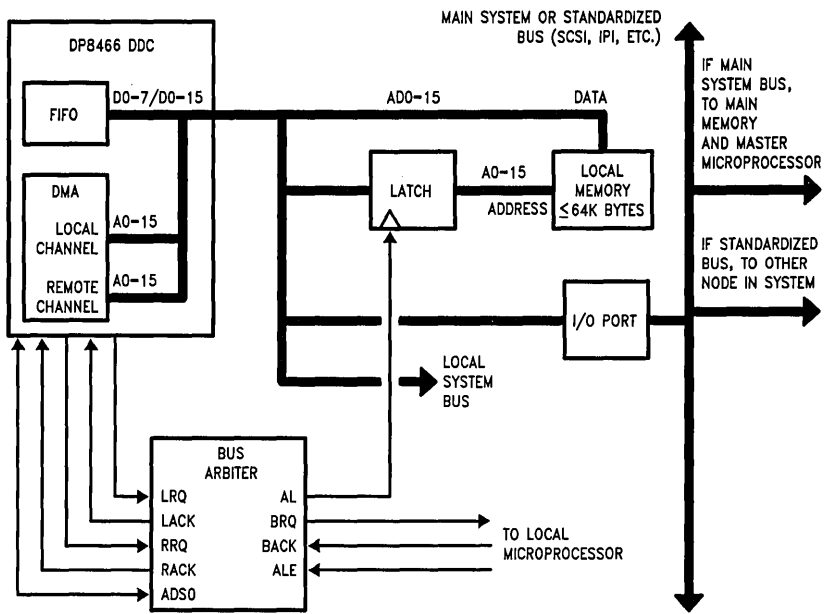 MAIN SYSTEM OR STANDARDIZED
BUS (SCSI, IPI, ETC.)
DP8466 DDC
FIFO
D0-7/D0-15
AD0-15
DATA
IF MAIN
SYSTEM BUS,
TO MAIN
MEMORY
AND MASTER
MICROPROCESSOR
DMA
LOCAL
CHANNEL
REMOTE
CHANNEL
A0-15
A0-15
LATCH
A0-15
ADDRESS
LOCAL
MEMORY
≤64K BYTES
IF STANDARDIZED
BUS, TO OTHER
NODE IN SYSTEM
I/O PORT
LOCAL
SYSTEM
BUS
BUS
ARBITER
LRQ
LACK
RRQ
RACK
ADS0
AL
BRQ
BACK
ALE
TO LOCAL
MICROPROCESSOR